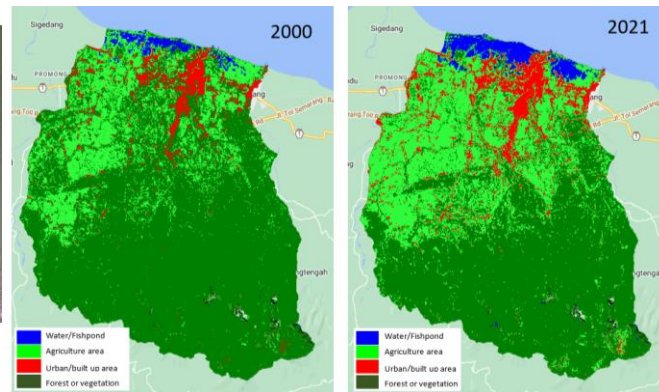 2000
Sigedang
PROMONG
Water/Fishpond
Agriculture area
Urban/built up area
Forest or vegetation
2021
Sigedang
PROMONG
Water/Fishpond
Agriculture area
Urban/built up area
Forest or vegetation